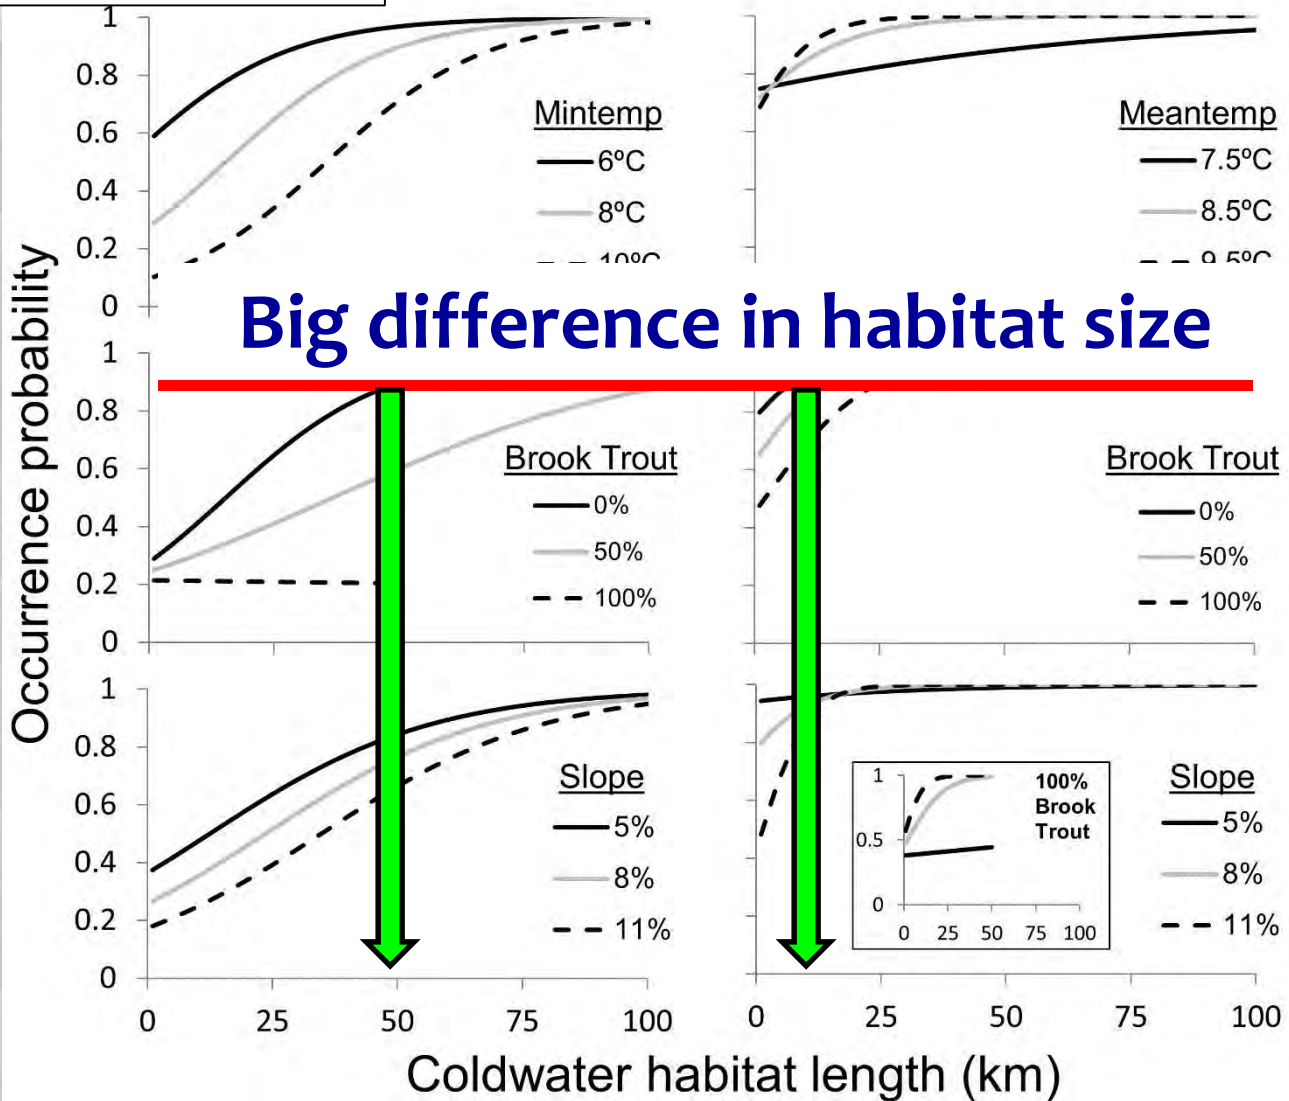 Occurrence probability
1
0.8
0.6
0.4
0.2
0
Mintemp
6ºC
8ºC
10ºC
Meantemp
7.5ºC
8.5ºC
9.5ºC
Big difference in habitat size
1
0.8
0.6
0.4
0.2
0
Brook Trout
0%
50%
100%
Brook Trout
0%
50%
100%
1
0.8
0.6
0.4
0.2
0
Slope
5%
8%
11%
1
0.5
0
100%
Brook
Trout
0 25 50 75 100
Slope
5%
8%
11%
0 25 50 75 100
0 25 50 75 100
Coldwater habitat length (km)